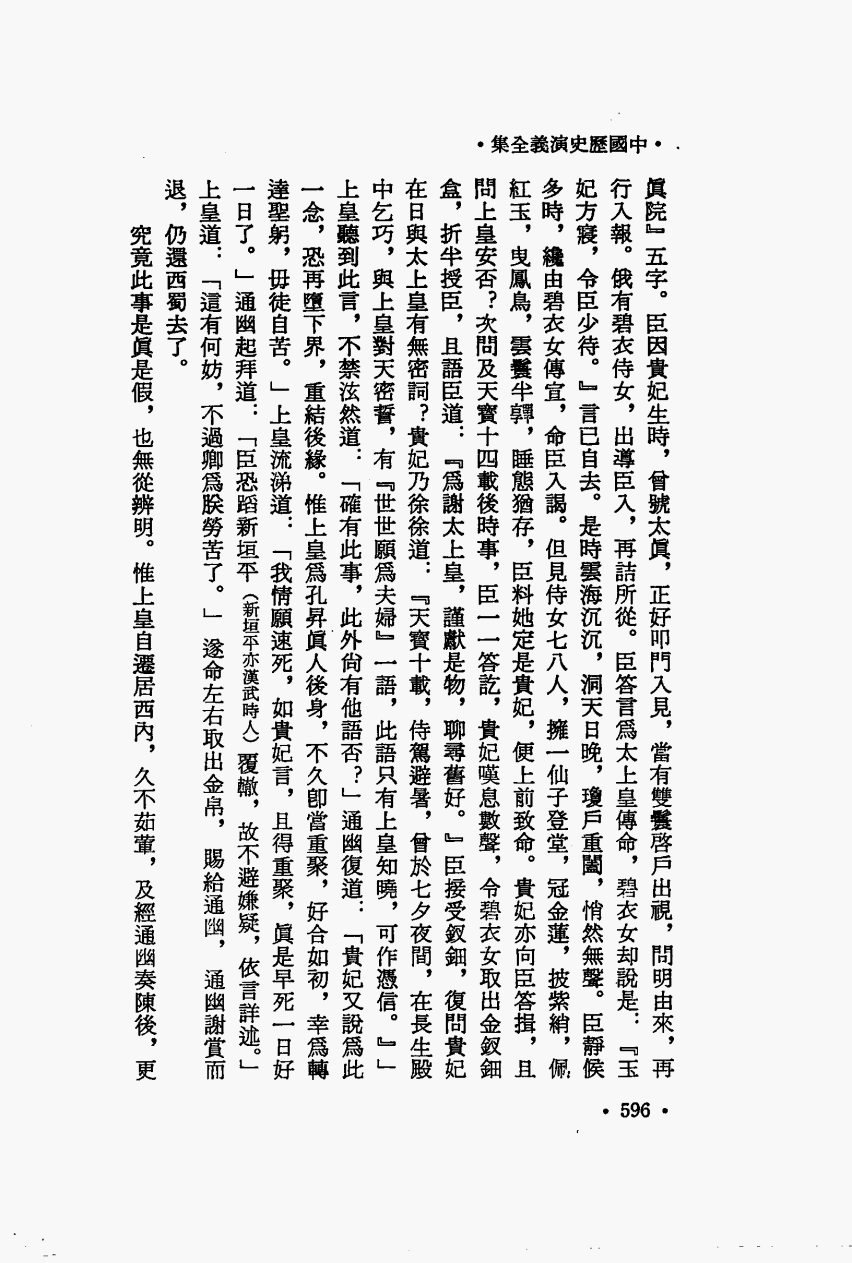 •中國歷史演義全集•
眞院』五字。臣因貴妃生時，曾號太眞，正好叩門入見，當有雙鬟啓戶出視，問明由來，再
行入報。俄有碧衣侍女，出導臣入，再詰所從。臣答言爲太上皇傳命，碧衣女却說是：『玉
妃方寢，令臣少待。』言已自去。是時雲海沉沉，洞天日晚，瓊戶重闔，悄然無聲。臣靜候
多時，纔由碧衣女傳宣，命臣入謁。但見侍女七八人，擁一仙子登堂，冠金蓮，披紫綃，佩
紅玉，曳鳳舃，雲鬟半嚲，睡態猶存，臣料她定是貴妃，便上前致命。貴妃亦向臣答揖，且
問上皇安否？次問及天寶十四載後時事，臣一一答訖，貴妃嘆息數聲，令碧衣女取出金釵鈿
盒，折半授臣，且語臣道：『爲謝太上皇，謹獻是物，聊尋舊好。』臣接受釵鈿，復問貴妃
在日與太上皇有無密詞？貴妃乃徐徐道：『天寶十載，侍駕避暑，曾於七夕夜間，在長生殿
中乞巧，與上皇對天密誓，有『世世願爲夫婦』一語，此語只有上皇知曉，可作憑信。』」
上皇聽到此言，不禁泫然道：「確有此事，此外尙有他語否？」通幽復道：「貴妃又說爲此
一念，恐再墮下界，重結後緣。惟上皇爲孔昇眞人後身，不久卽當重聚，好合如初，幸爲轉
達聖躬，毋徒自苦。」上皇流涕道：「我情願速死，如貴妃言，且得重聚，眞是早死一日好
一日了。」通幽起拜道：「臣恐蹈新垣平（新垣平亦漢武時人）覆轍，故不避嫌疑，依言詳述。」
上皇道：「這有何妨，不過卿爲朕勞苦了。」遂命左右取出金帛，賜給通幽，通幽謝賞而
退，仍還西蜀去了。
究竟此事是眞是假，也無從辨明。惟上皇自遷居西內，久不茹葷，及經通幽奏陳後，更
•596•